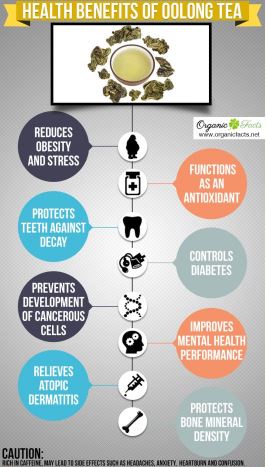 HEALTH BENEFITS OF OOLONG TEA
Organic Facts
www.organicfacts.net
REDUCES
OBESITY
AND STRESS
FUNCTIONS
AS AN
ANTIOXIDANT
PROTECTS
TEETH AGAINST
DECAY
CONTROLS
DIABETES
PREVENTS
DEVELOPMENT
OF CANCEROUS
CELLS
IMPROVES
MENTAL HEALTH
PERFORMANCE
RELIEVES
ATOPIC
DERMATITIS
PROTECTS
BONE MINERAL
DENSITY
CAUTION:
RICH IN CAFFEINE, MAY LEAD TO SIDE EFFECTS SUCH AS HEADACHES, ANXIETY, HEARTBURN AND CONFUSION.